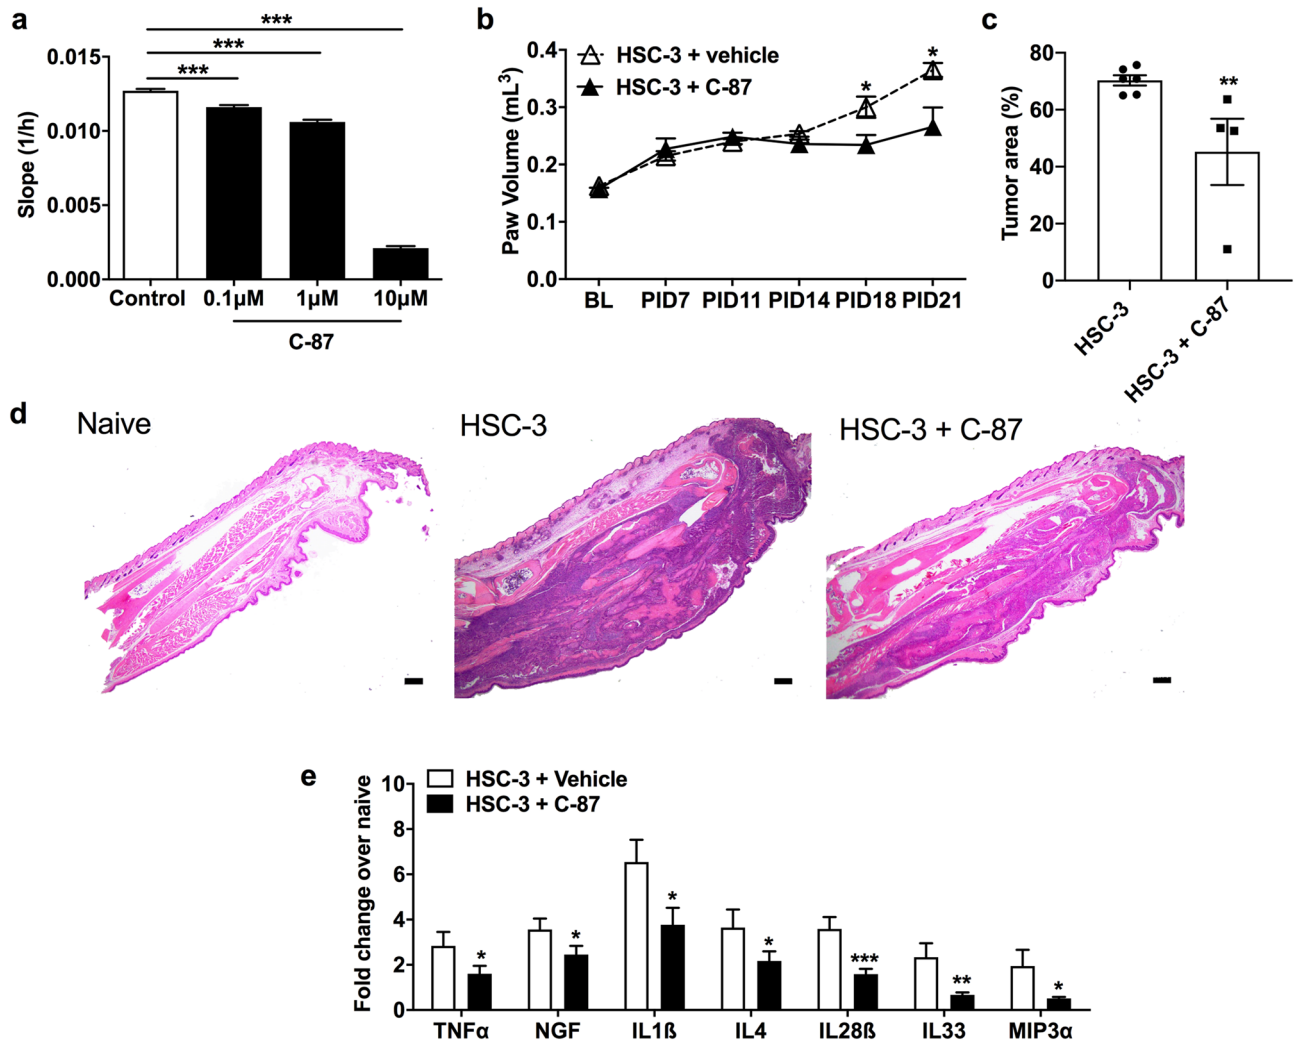 a
***
***
***
0.015
0.010
0.005
0.000
Slope (1/h)
Control 0.1µM 1µM 10µM
C-87
b
HSC-3 + vehicle
HSC-3 + C-87
0.4
0.3
0.2
0.1
0.0
Paw Volume (mL³)
*
*
BL PID7 PID11 PID14 PID18 PID21
c
80
60
40
20
0
Tumor area (%)
**
HSC-3
HSC-3 + C-87
d
Naive
HSC-3
HSC-3 + C-87
e
HSC-3 + Vehicle
HSC-3 + C-87
10
8
6
4
2
0
Fold change over naive
* * * * *** ** *
TNFα NGF IL1ß IL4 IL28ß IL33 MIP3α